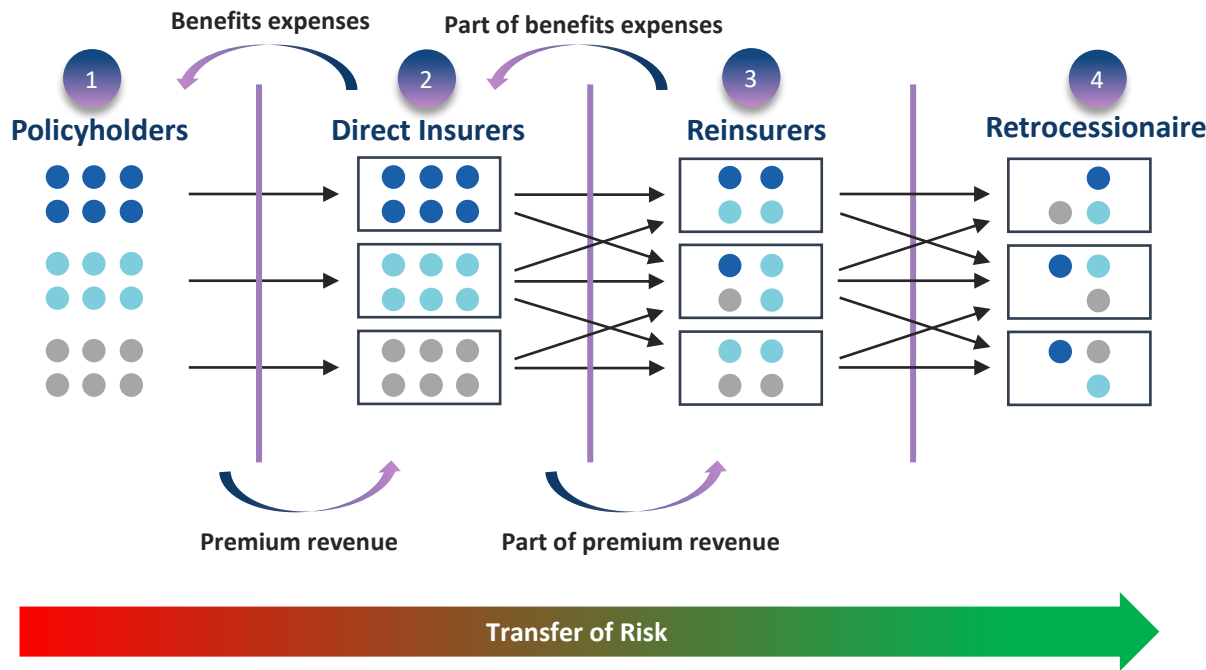 Benefits expenses
Part of benefits expenses
1
2
3
4
Policyholders
Direct Insurers
Reinsurers
Retrocessionaire
Premium revenue
Part of premium revenue
Transfer of Risk